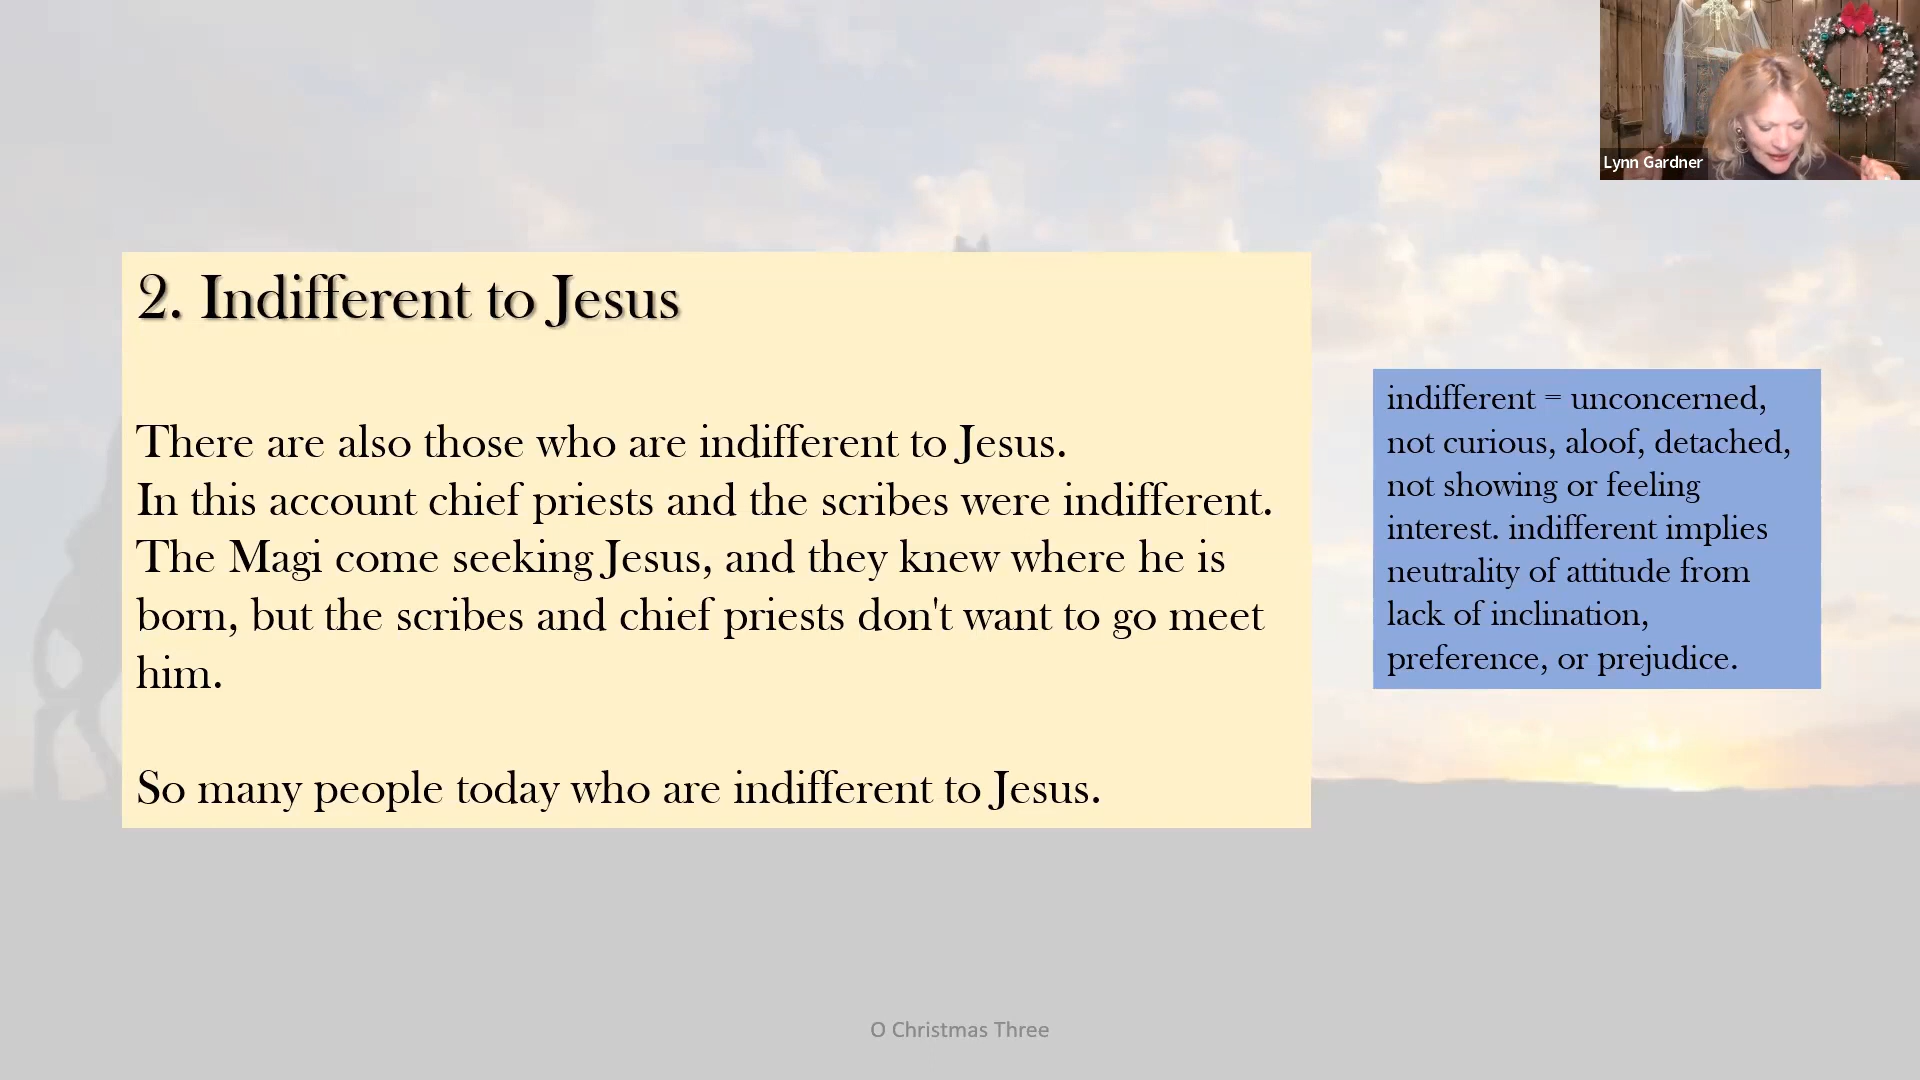 Lynn Gardner
2. Indifferent to Jesus
There are also those who are indifferent to Jesus.
In this account chief priests and the scribes were indifferent.
The Magi come seeking Jesus, and they knew where he is
born, but the scribes and chief priests don't want to go meet
him.
So many people today who are indifferent to Jesus.
indifferent = unconcerned,
not curious, aloof, detached,
not showing or feeling
interest. indifferent implies
neutrality of attitude from
lack of inclination,
preference, or prejudice.
O Christmas Three